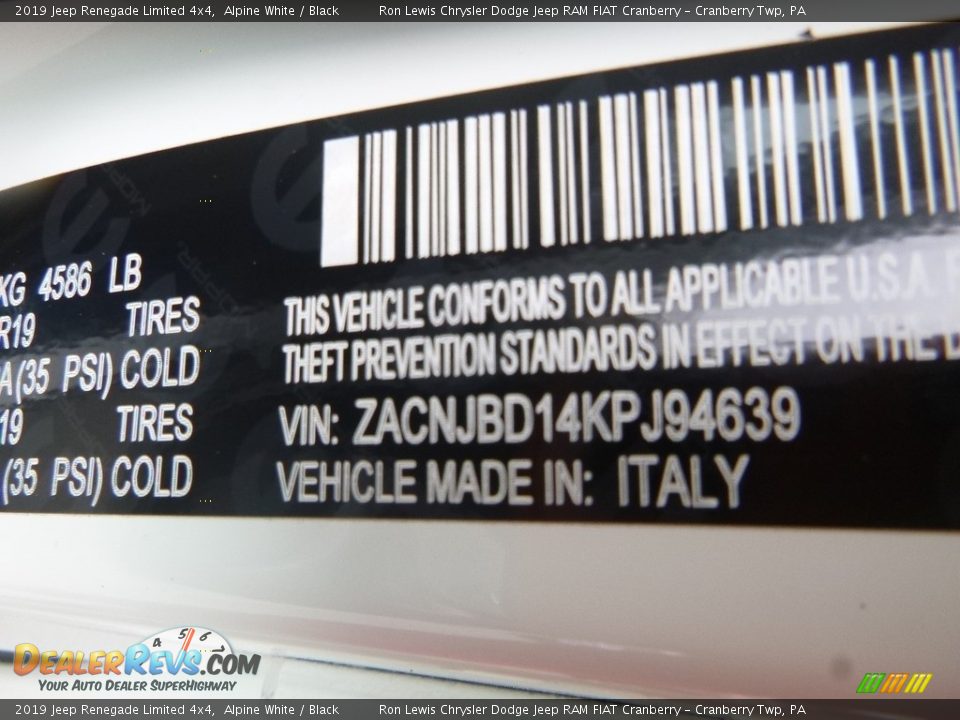 2019 Jeep Renegade Limited 4x4,  Alpine White / Black        Ron Lewis Chrysler Dodge Jeep RAM FIAT Cranberry - Cranberry Twp, PA
KG 4586 LB
R19 TIRES
(35 PSI) COLD
19 TIRES
(35 PSI) COLD
THIS VEHICLE CONFORMS TO ALL APPLICABLE U.S.A.
THEFT PREVENTION STANDARDS IN EFFECT ON THE
VIN: ZACNJBD14KPJ94639
VEHICLE MADE IN: ITALY
4 5 6
DealerRevs.com
Your Auto Dealer SuperHighway
2019 Jeep Renegade Limited 4x4,  Alpine White / Black        Ron Lewis Chrysler Dodge Jeep RAM FIAT Cranberry - Cranberry Twp, PA